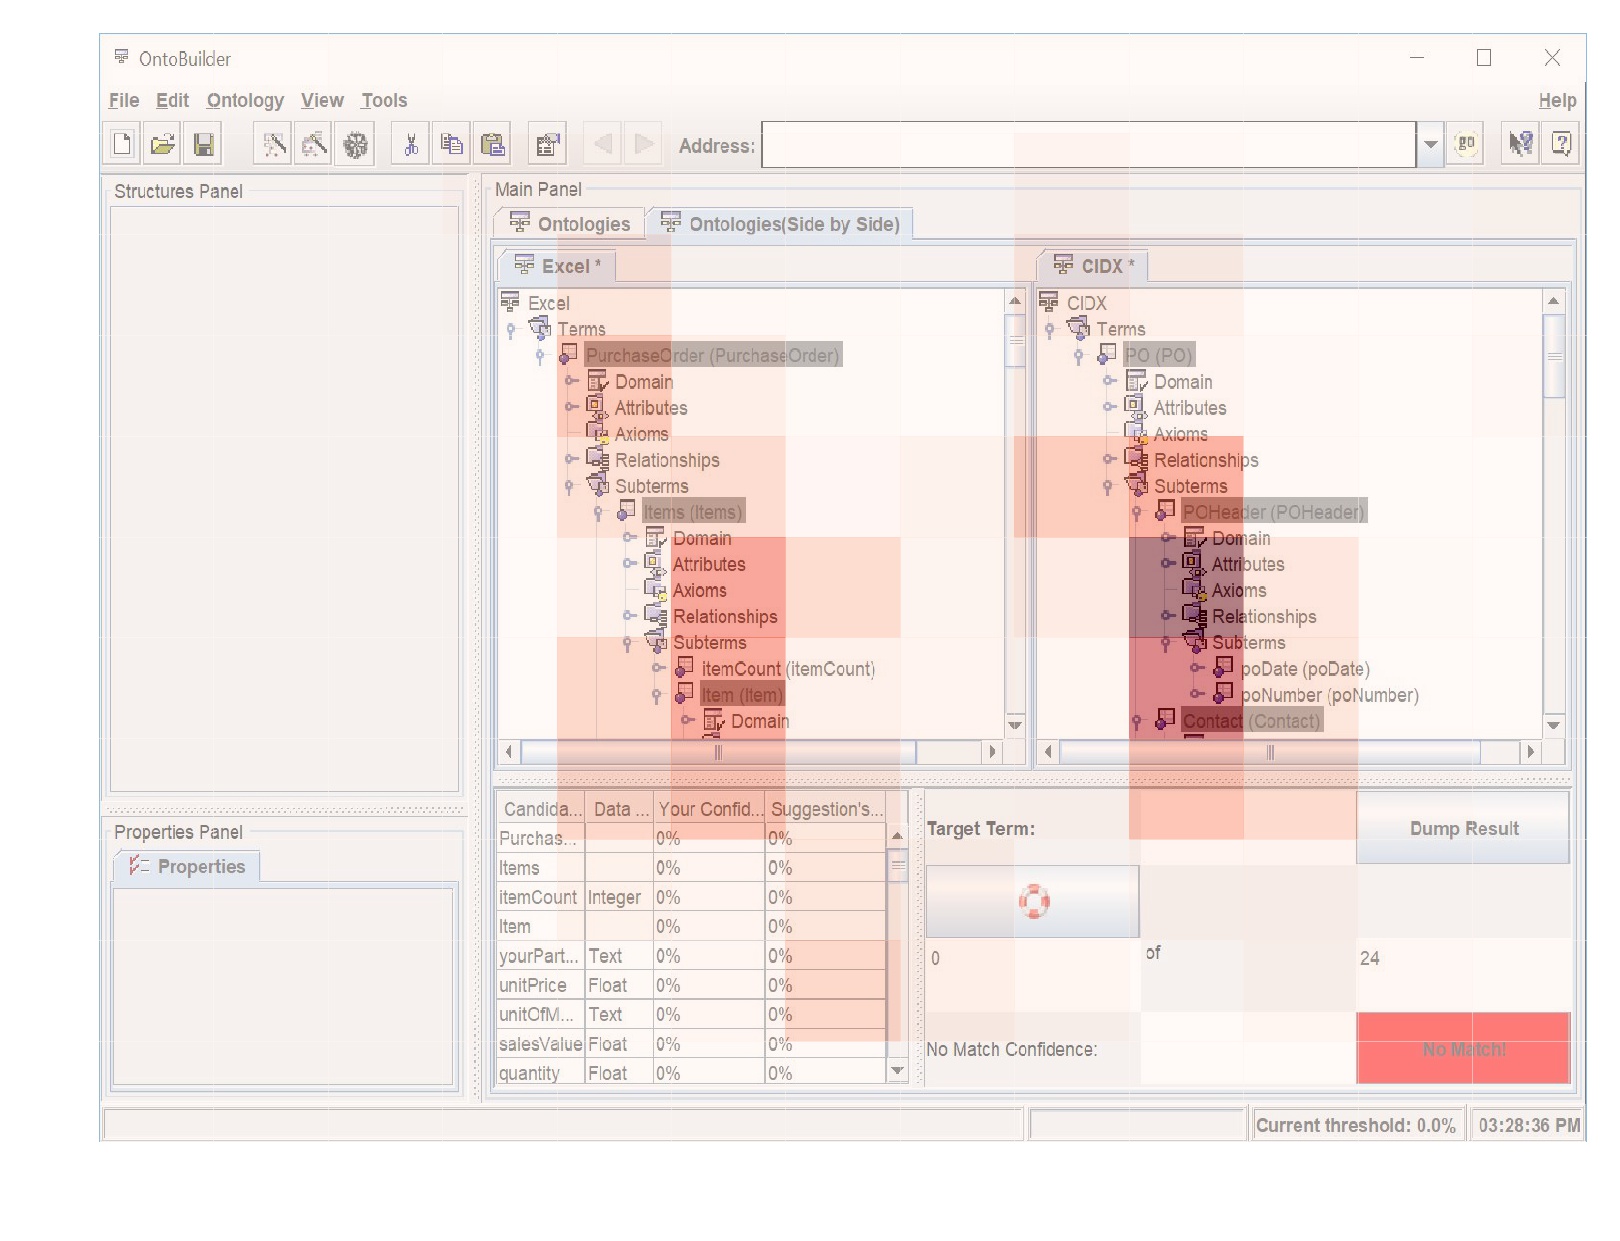 OntoBuilder
File Edit Ontology View Tools Help
Address: go
Structures Panel
Main Panel
Ontologies Ontologies(Side by Side)
Excel *
Excel
Terms
PurchaseOrder (PurchaseOrder)
Domain
Attributes
Axioms
Relationships
Subterms
Items (Items)
Domain
Attributes
Axioms
Relationships
Subterms
itemCount (itemCount)
Item (Item)
Domain
CIDX *
CIDX
Terms
PO (PO)
Domain
Attributes
Axioms
Relationships
Subterms
POHeader (POHeader)
Domain
Attributes
Axioms
Relationships
Subterms
poDate (poDate)
poNumber (poNumber)
Contact (Contact)
Properties Panel
Properties
Candida... Data ... Your Confid... Suggestion's...
Purchas... 0% 0%
Items 0% 0%
itemCount Integer 0% 0%
Item 0% 0%
yourPart... Text 0% 0%
unitPrice Float 0% 0%
unitOfM... Text 0% 0%
salesValue Float 0% 0%
quantity Float 0% 0%
Target Term: Dump Result
0 of 24
No Match Confidence: No Match!
Current threshold: 0.0% 03:28:36 PM